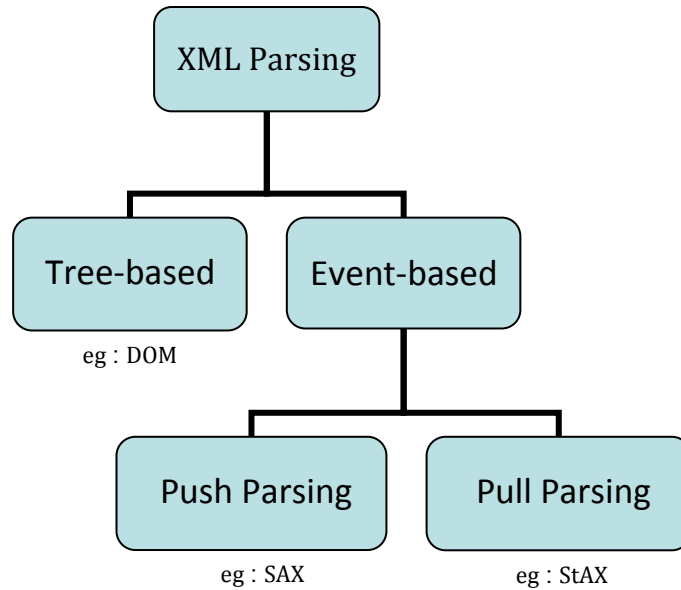 XML Parsing
Tree-based
Event-based
eg : DOM
Push Parsing
Pull Parsing
eg : SAX
eg : StAX